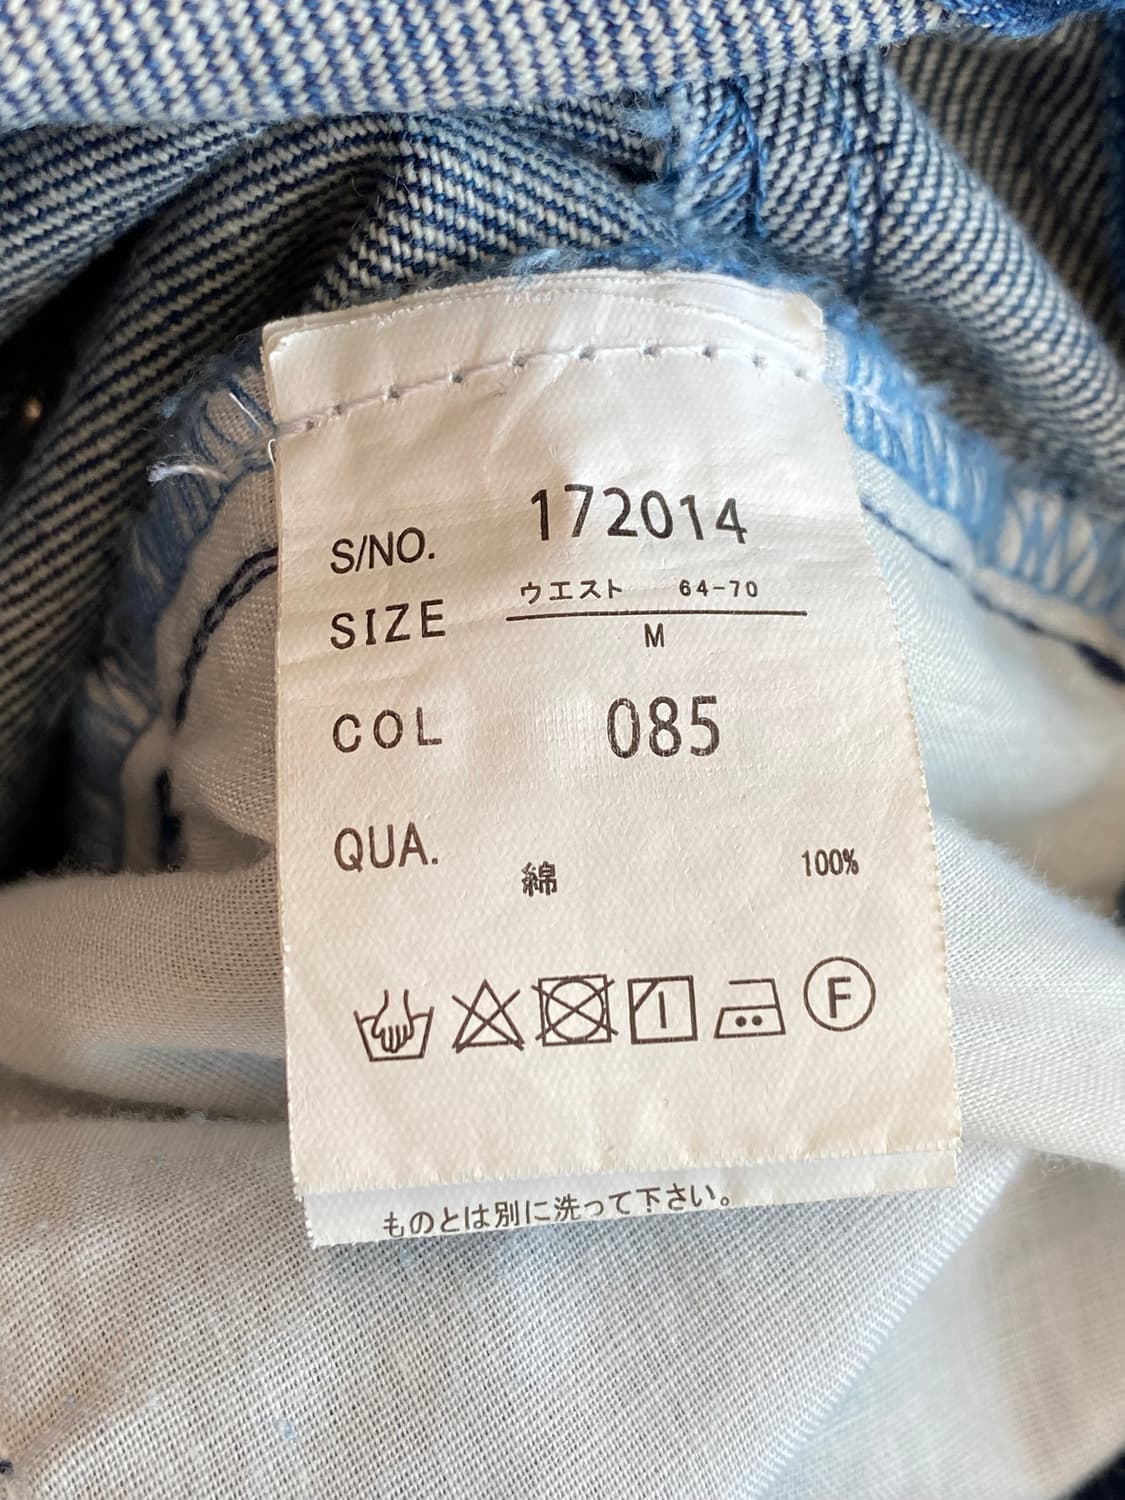 S/NO. 172014
SIZE ウエスト 64-70
M
COL 085
QUA.
綿 100%
F
ものとは別に洗って下さい。